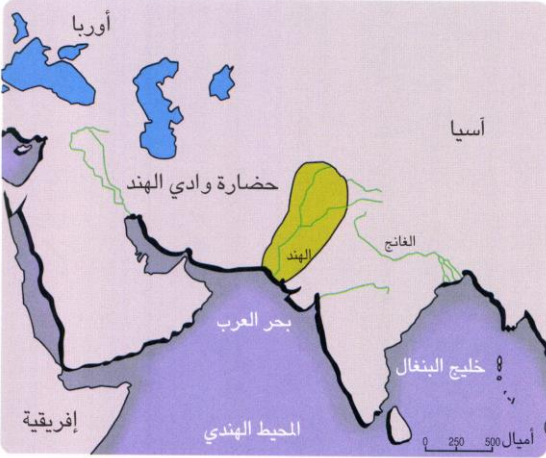 أوربا
آسيا
حضارة وادي الهند
الغانج
الهند
بحر العرب
خليج البنغال
إفريقية
المحيط الهندي
0 250 500 أميال